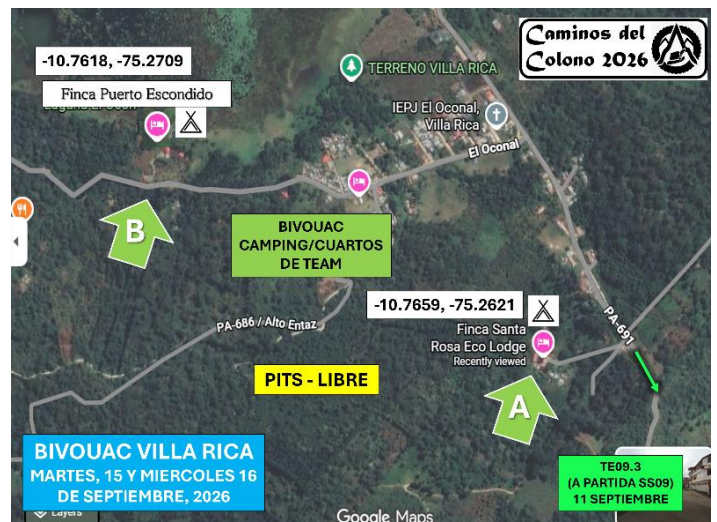 Caminos del
Colono 2026
-10.7618, -75.2709
Finca Puerto Escondido
TERRENO VILLA RICA
IEPJ El Oconal,
Villa Rica
El Oconal
B
BIVOUAC
CAMPING/CUARTOS
DE TEAM
-10.7659, -75.2621
PA-691
PA-686 / Alto Entaz
Finca Santa
Rosa Eco Lodge
Recently viewed
PITS - LIBRE
A
BIVOUAC VILLA RICA
MARTES, 15 Y MIERCOLES 16
DE SEPTIEMBRE, 2026
TE09.3
(A PARTIDA SS09)
11 SEPTIEMBRE
Layers
Google Maps